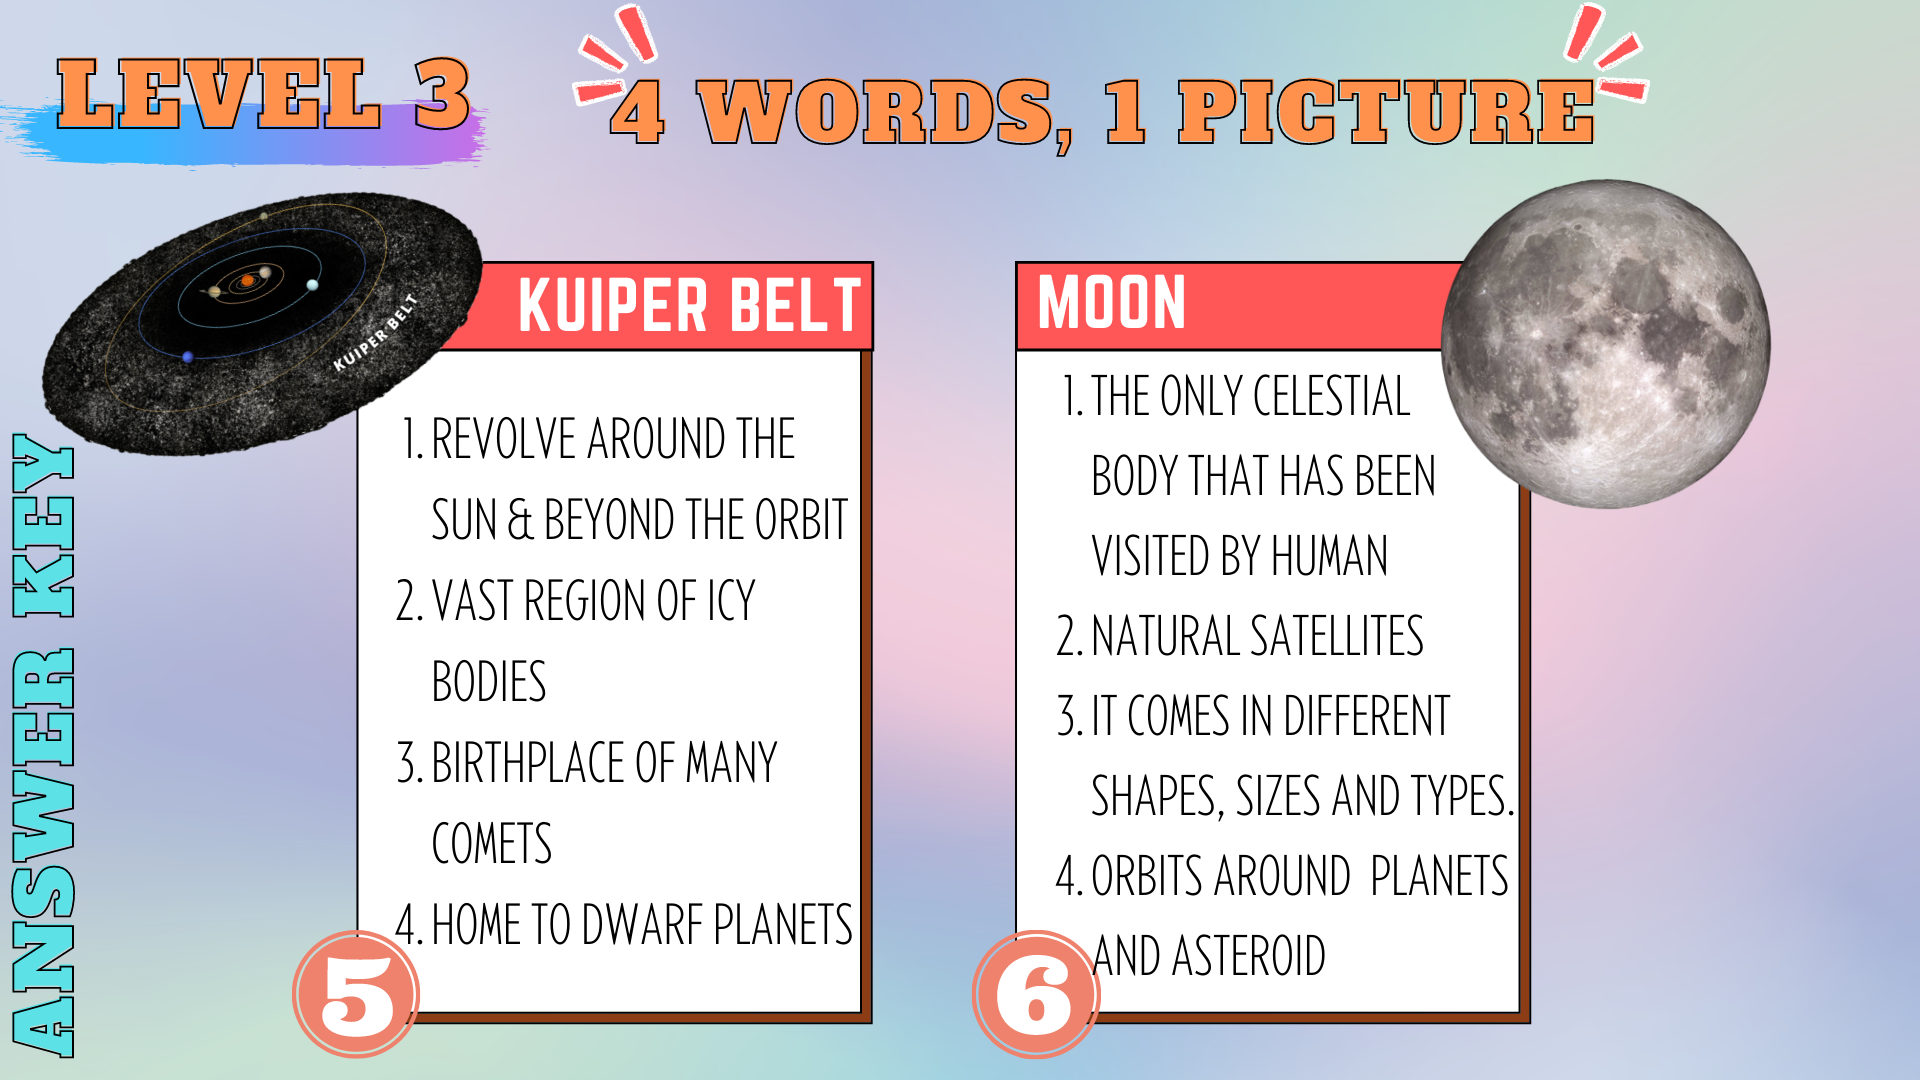 LEVEL 3
4 WORDS, 1 PICTURE
KUIPER BELT
KUIPER BELT
1. REVOLVE AROUND THE
SUN & BEYOND THE ORBIT
2. VAST REGION OF ICY
BODIES
3. BIRTHPLACE OF MANY
COMETS
4. HOME TO DWARF PLANETS
5
MOON
1. THE ONLY CELESTIAL
BODY THAT HAS BEEN
VISITED BY HUMAN
2. NATURAL SATELLITES
3. IT COMES IN DIFFERENT
SHAPES, SIZES AND TYPES.
4. ORBITS AROUND PLANETS
AND ASTEROID
6
ANSWER KEY